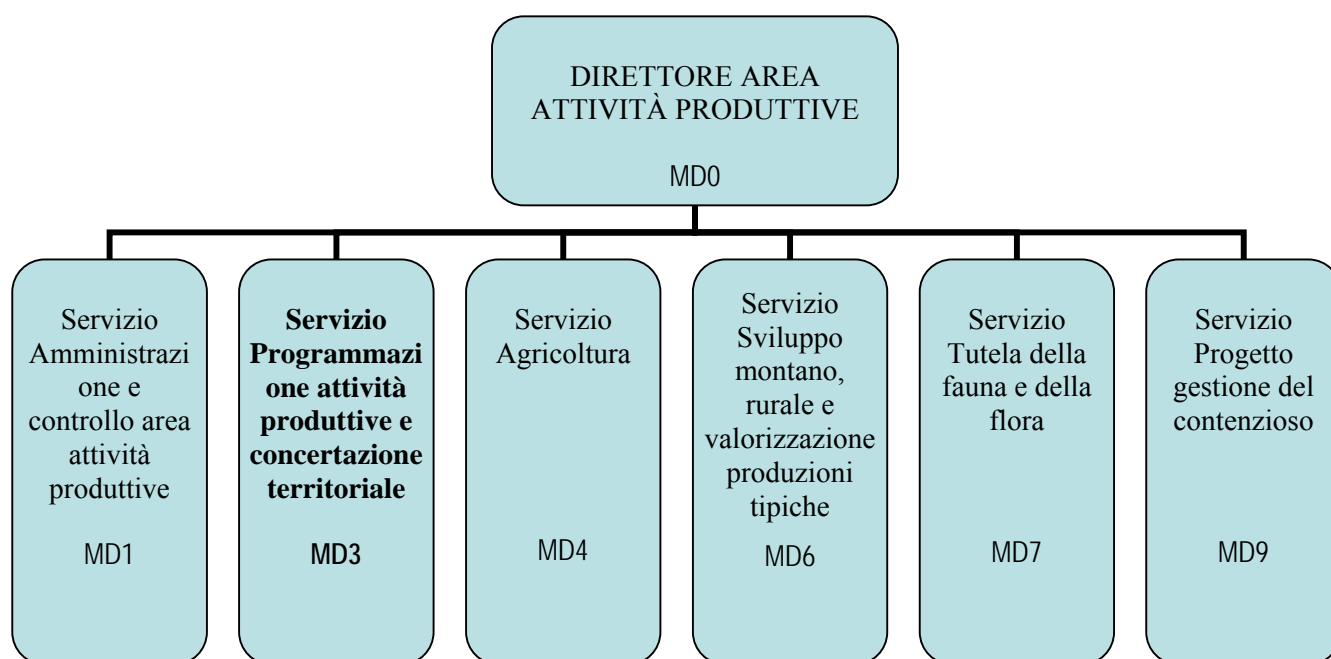 DIRETTORE AREA
ATTIVITÀ PRODUTTIVE
MD0
Servizio
Amministrazi
one e
controllo area
attività
produttive
MD1
Servizio
Programmazi
one attività
produttive e
concertazione
territoriale
MD3
Servizio
Agricoltura
MD4
Servizio
Sviluppo
montano,
rurale e
valorizzazione
produzioni
tipiche
MD6
Servizio
Tutela della
fauna e della
flora
MD7
Servizio
Progetto
gestione del
contenzioso
MD9